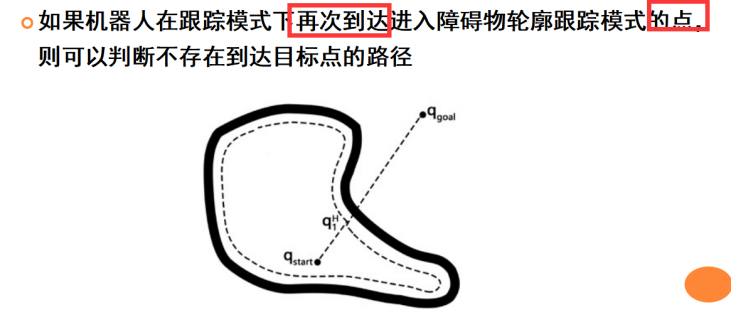 如果机器人在跟踪模式下再次到达进入障碍物轮廓跟踪模式的点,
则可以判断不存在到达目标点的路径
q_goal
q_1^H
q_start